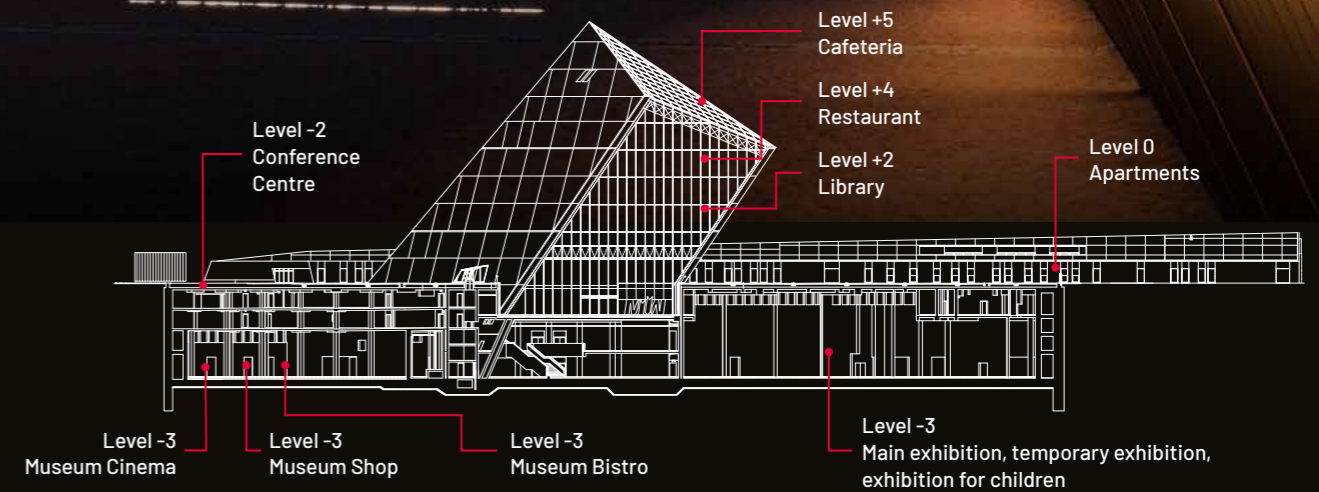 Level +5
Cafeteria
Level +4
Restaurant
Level +2
Library
Level 0
Apartments
Level -2
Conference
Centre
Level -3
Museum Cinema
Level -3
Museum Shop
Level -3
Museum Bistro
Level -3
Main exhibition, temporary exhibition,
exhibition for children